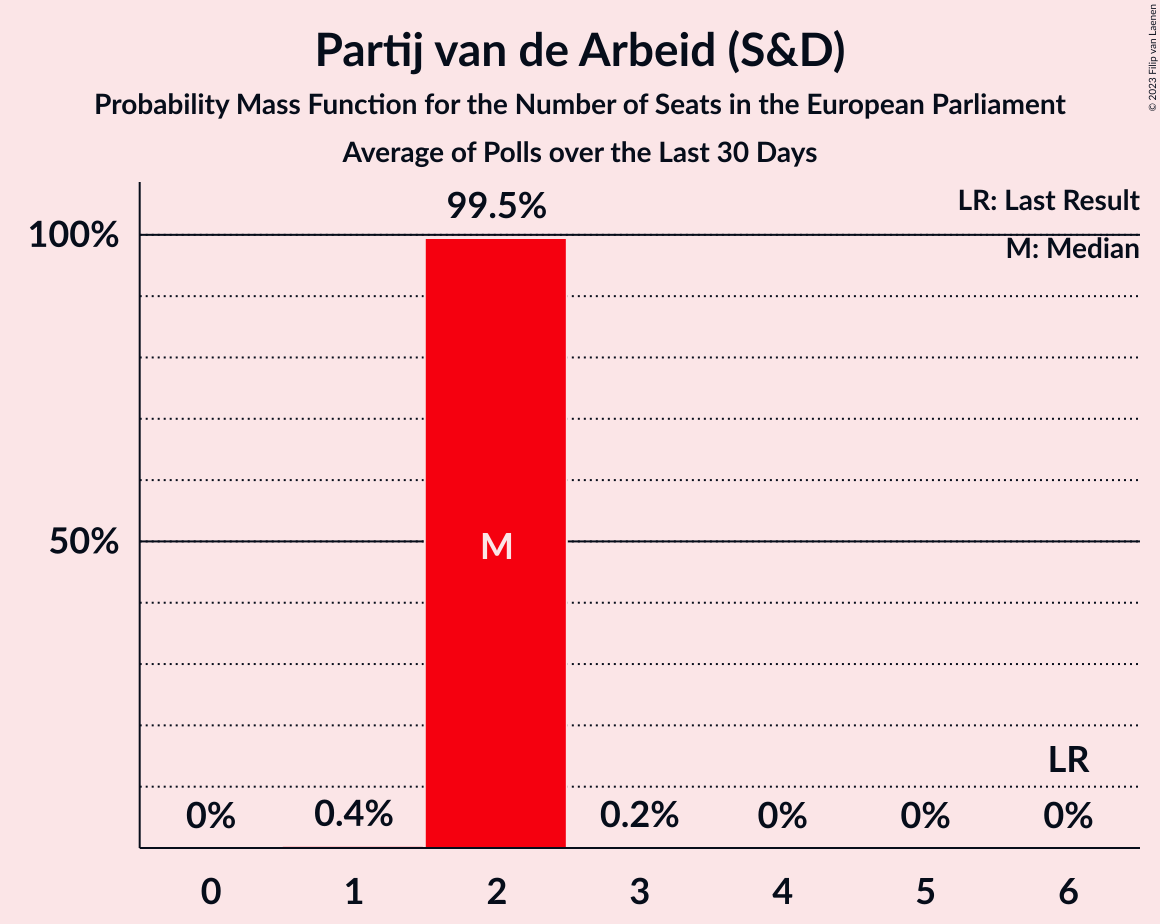 Partij van de Arbeid (S&D)
Probability Mass Function for the Number of Seats in the European Parliament
Average of Polls over the Last 30 Days
© 2023 Filip van Laenen
99.5%
LR: Last Result
100%
M: Median
50%
M
LR
0% 0.4% 0.2% 0% 0% 0%
0 1 2 3 4 5 6